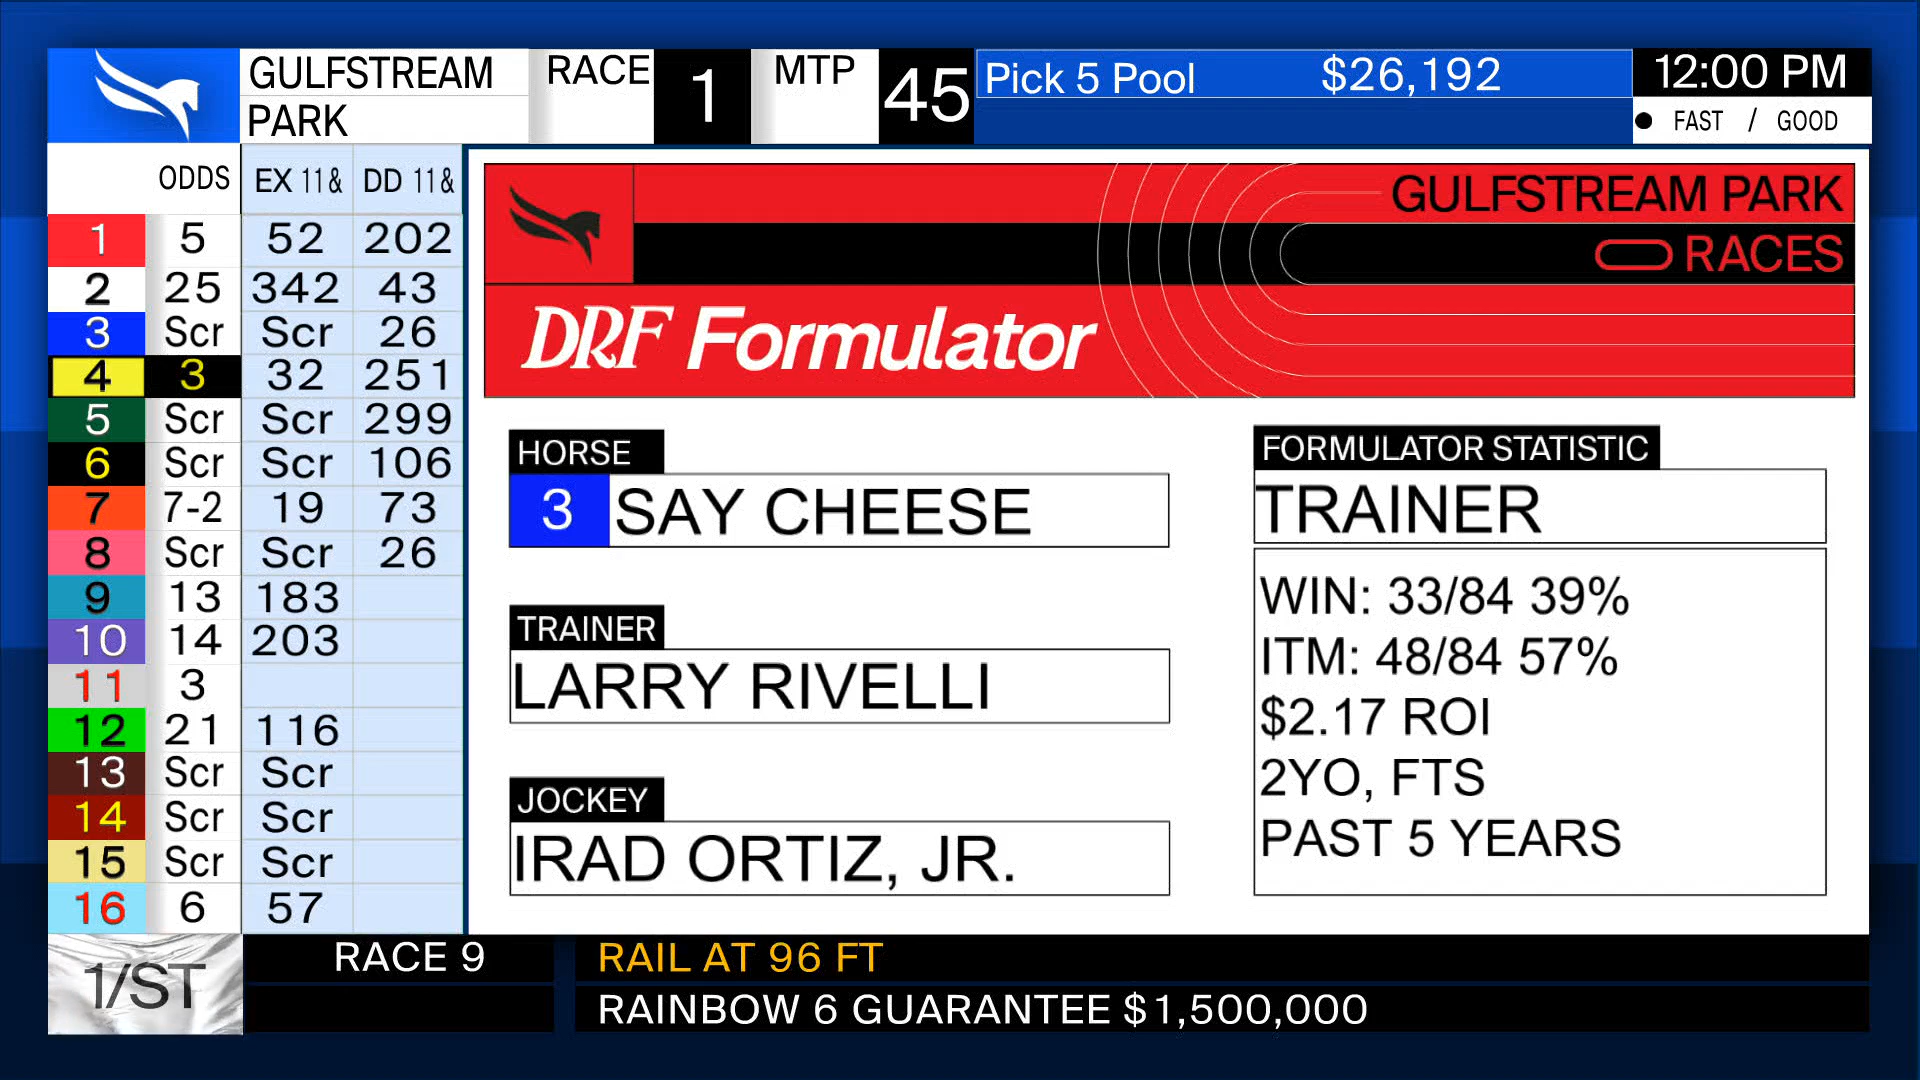 GULFSTREAM PARK RACE 1 MTP 45 Pick 5 Pool $26,192 12:00 PM
FAST / GOOD
ODDS EX 11& DD 11&
1 5 52 202
2 25 342 43
3 Scr Scr 26
4 3 32 251
5 Scr Scr 299
6 Scr Scr 106
7 7-2 19 73
8 Scr Scr 26
9 13 183
10 14 203
11 3
12 21 116
13 Scr Scr
14 Scr Scr
15 Scr Scr
16 6 57
GULFSTREAM PARK
RACES
DRF Formulator
HORSE
3 SAY CHEESE
TRAINER
LARRY RIVELLI
JOCKEY
IRAD ORTIZ, JR.
FORMULATOR STATISTIC
TRAINER
WIN: 33/84 39%
ITM: 48/84 57%
$2.17 ROI
2YO, FTS
PAST 5 YEARS
1/ST
RACE 9
RAIL AT 96 FT
RAINBOW 6 GUARANTEE $1,500,000